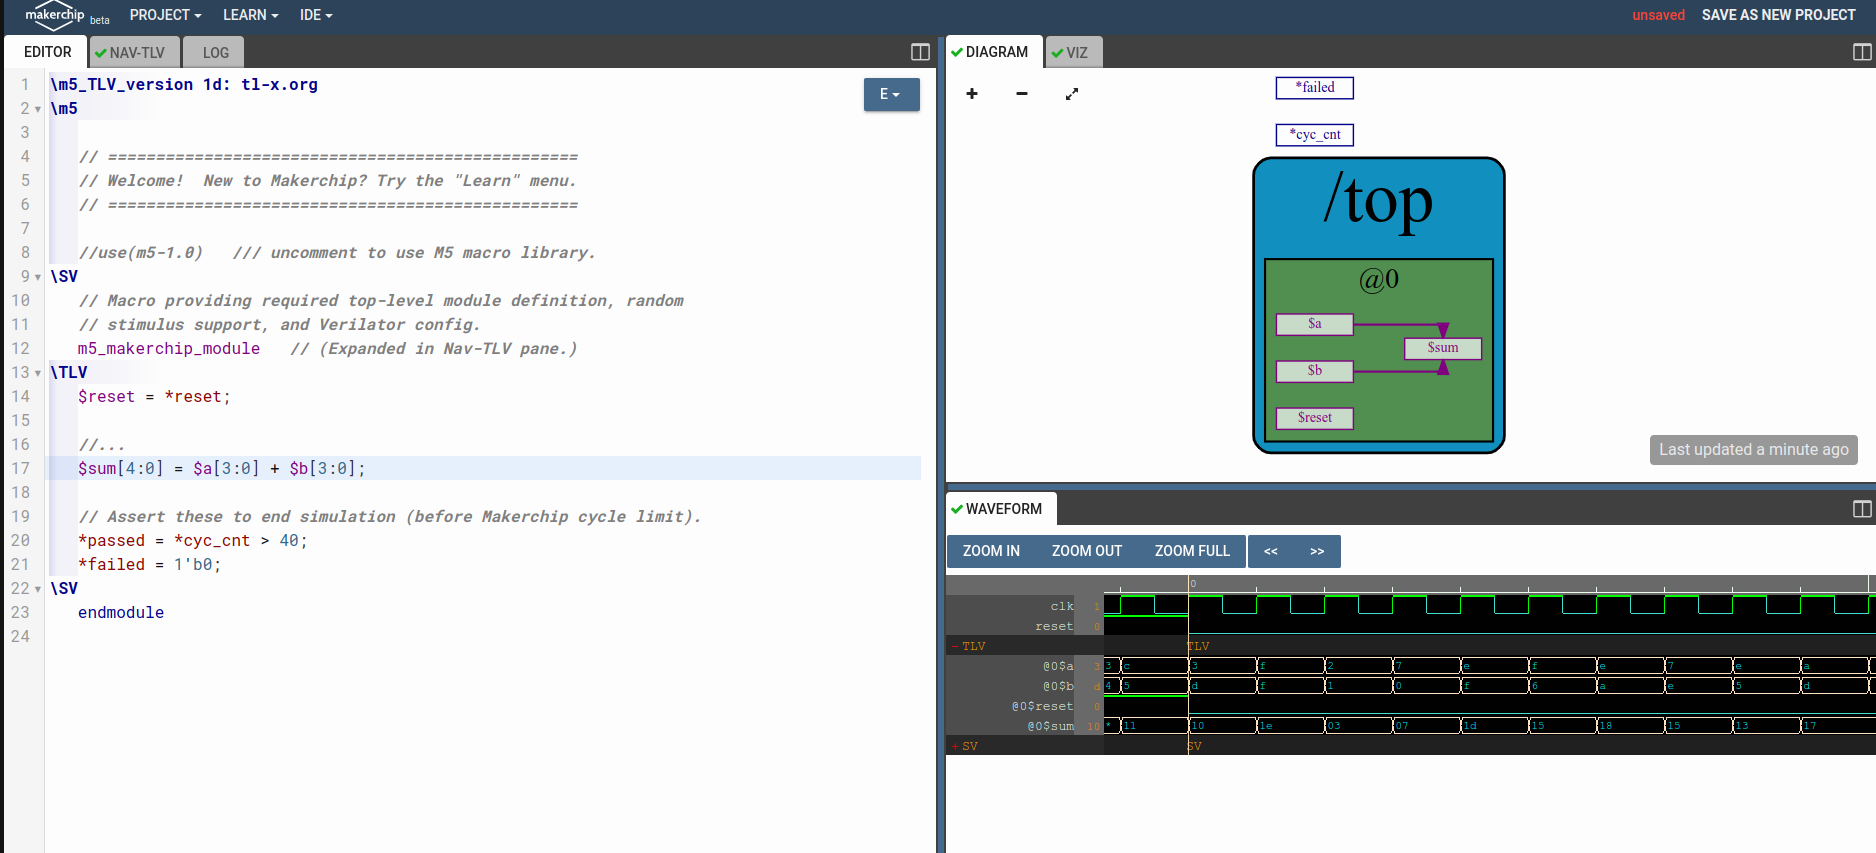 makerchip beta PROJECT LEARN IDE unsaved SAVE AS NEW PROJECT
EDITOR NAV-TLV LOG
1 \m5_TLV_version 1d: tl-x.org
2 \m5
3
4 // =================================================
5 // Welcome!  New to Makerchip? Try the "Learn" menu.
6 // =================================================
7
8 //use(m5-1.0)   /// uncomment to use M5 macro library.
9 \SV
10 // Macro providing required top-level module definition, random
11 // stimulus support, and Verilator config.
12 m5_makerchip_module   // (Expanded in Nav-TLV pane.)
13 \TLV
14 $reset = *reset;
15
16 //...
17 $sum[4:0] = $a[3:0] + $b[3:0];
18
19 // Assert these to end simulation (before Makerchip cycle limit).
20 *passed = *cyc_cnt > 40;
21 *failed = 1'b0;
22 \SV
23 endmodule
24
E
DIAGRAM VIZ
*failed
*cyc_cnt
/top
@0
$a
$sum
$b
$reset
Last updated a minute ago
WAVEFORM
ZOOM IN ZOOM OUT ZOOM FULL << >>
0
clk 1
reset 0
- TLV TLV
@0$a 3 3 c 3 f 2 7 e f e 7 e a
@0$b d 4 5 d f 1 0 f 6 a e 5 d
@0$reset 0
@0$sum 10 * 11 10 1e 03 07 1d 15 18 15 13 17
+ SV SV